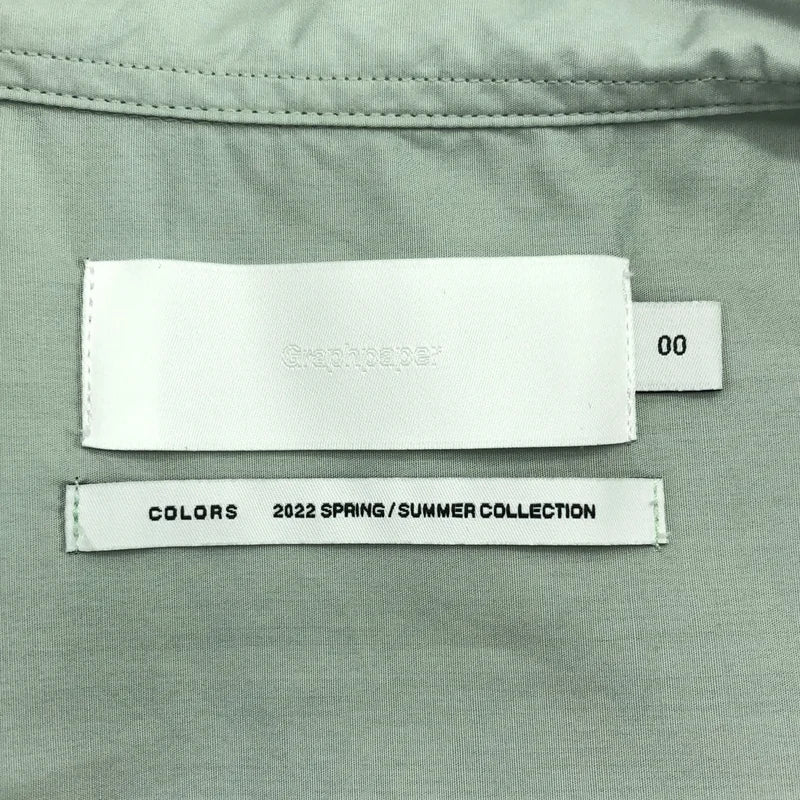 Graphpaper
00
COLORS 2022 SPRING/SUMMER COLLECTION